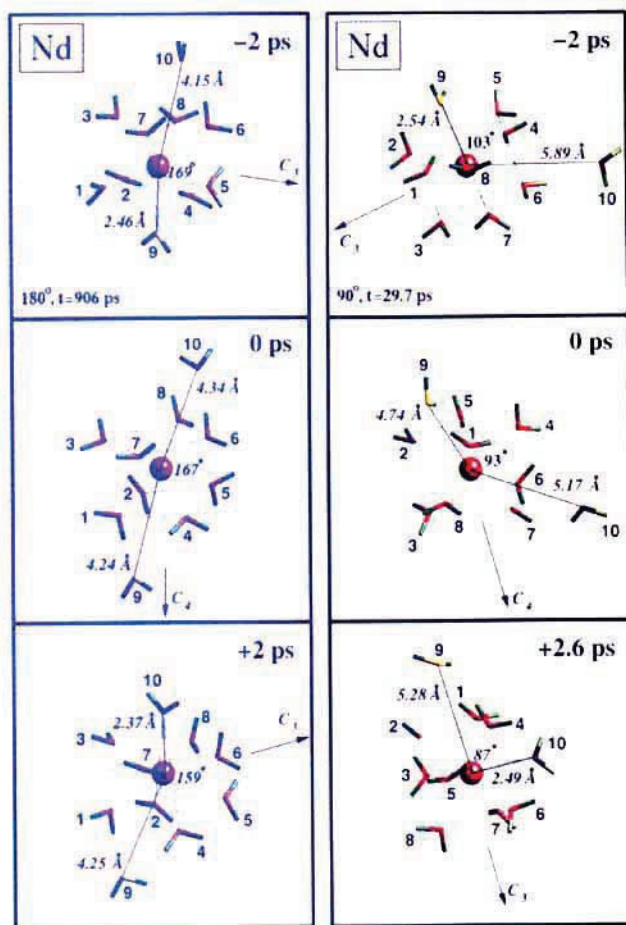 Nd
−2 ps
10
4.15 Å
3
7
8
6
169°
C₃
1
2
4
5
2.46 Å
9
180°, t=906 ps
0 ps
10
4.34 Å
8
3
7
6
167°
2
5
1
4
4.24 Å
9
C₄
+2 ps
10
2.37 Å
8
C₃
3
7
6
159°
1
2
5
4
4.25 Å
9
Nd
−2 ps
9
5
2.54 Å
4
103°
2
5.89 Å
8
1
6
10
C₃
3
7
90°, t=29.7 ps
0 ps
9
5
4.74 Å
1
4
2
93°
6
5.17 Å
10
3
8
7
C₄
+2.6 ps
9
5.28 Å
1
4
2
87°
10
3
5
2.49 Å
7
6
8
C₃